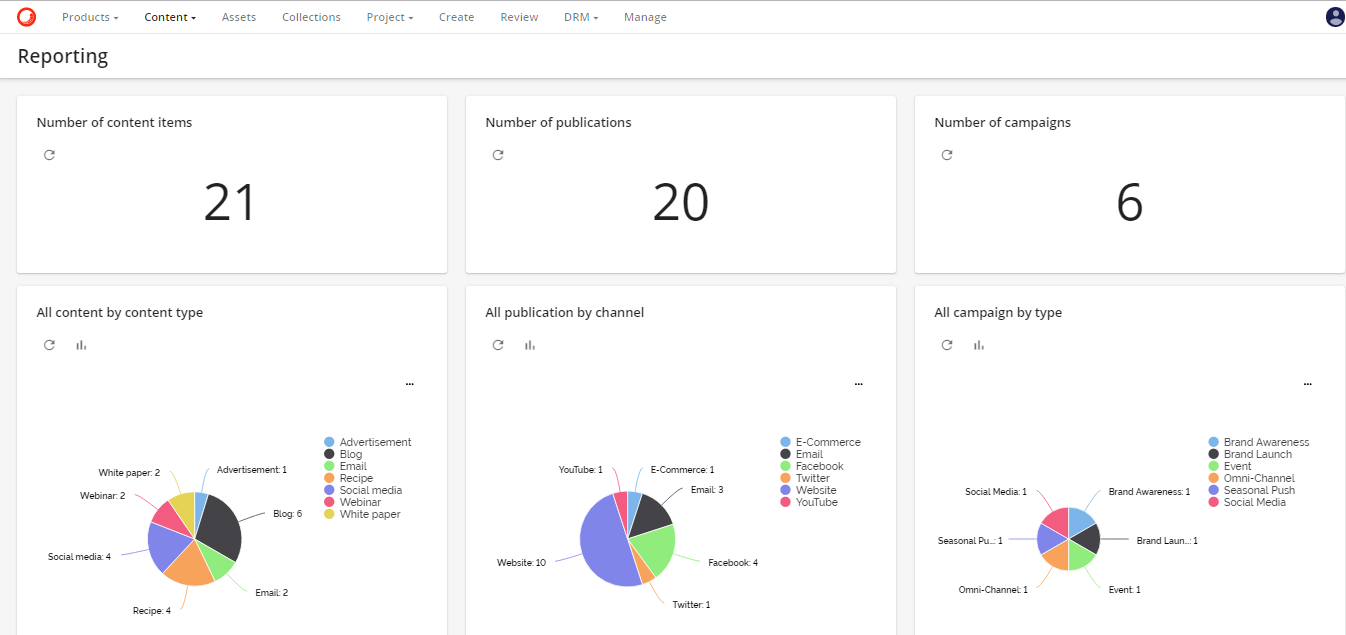 Products Content Assets Collections Project Create Review DRM Manage
Reporting
Number of content items
21
Number of publications
20
Number of campaigns
6
All content by content type
...
Advertisement
Blog
Email
Recipe
Social media
Webinar
White paper
White paper: 2
Advertisement: 1
Webinar: 2
Blog: 6
Social media: 4
Email: 2
Recipe: 4
All publication by channel
...
E-Commerce
Email
Facebook
Twitter
Website
YouTube
YouTube: 1
E-Commerce: 1
Email: 3
Website: 10
Facebook: 4
Twitter: 1
All campaign by type
...
Brand Awareness
Brand Launch
Event
Omni-Channel
Seasonal Push
Social Media
Social Media: 1
Brand Awareness: 1
Seasonal Pu...: 1
Brand Laun...: 1
Omni-Channel: 1
Event: 1